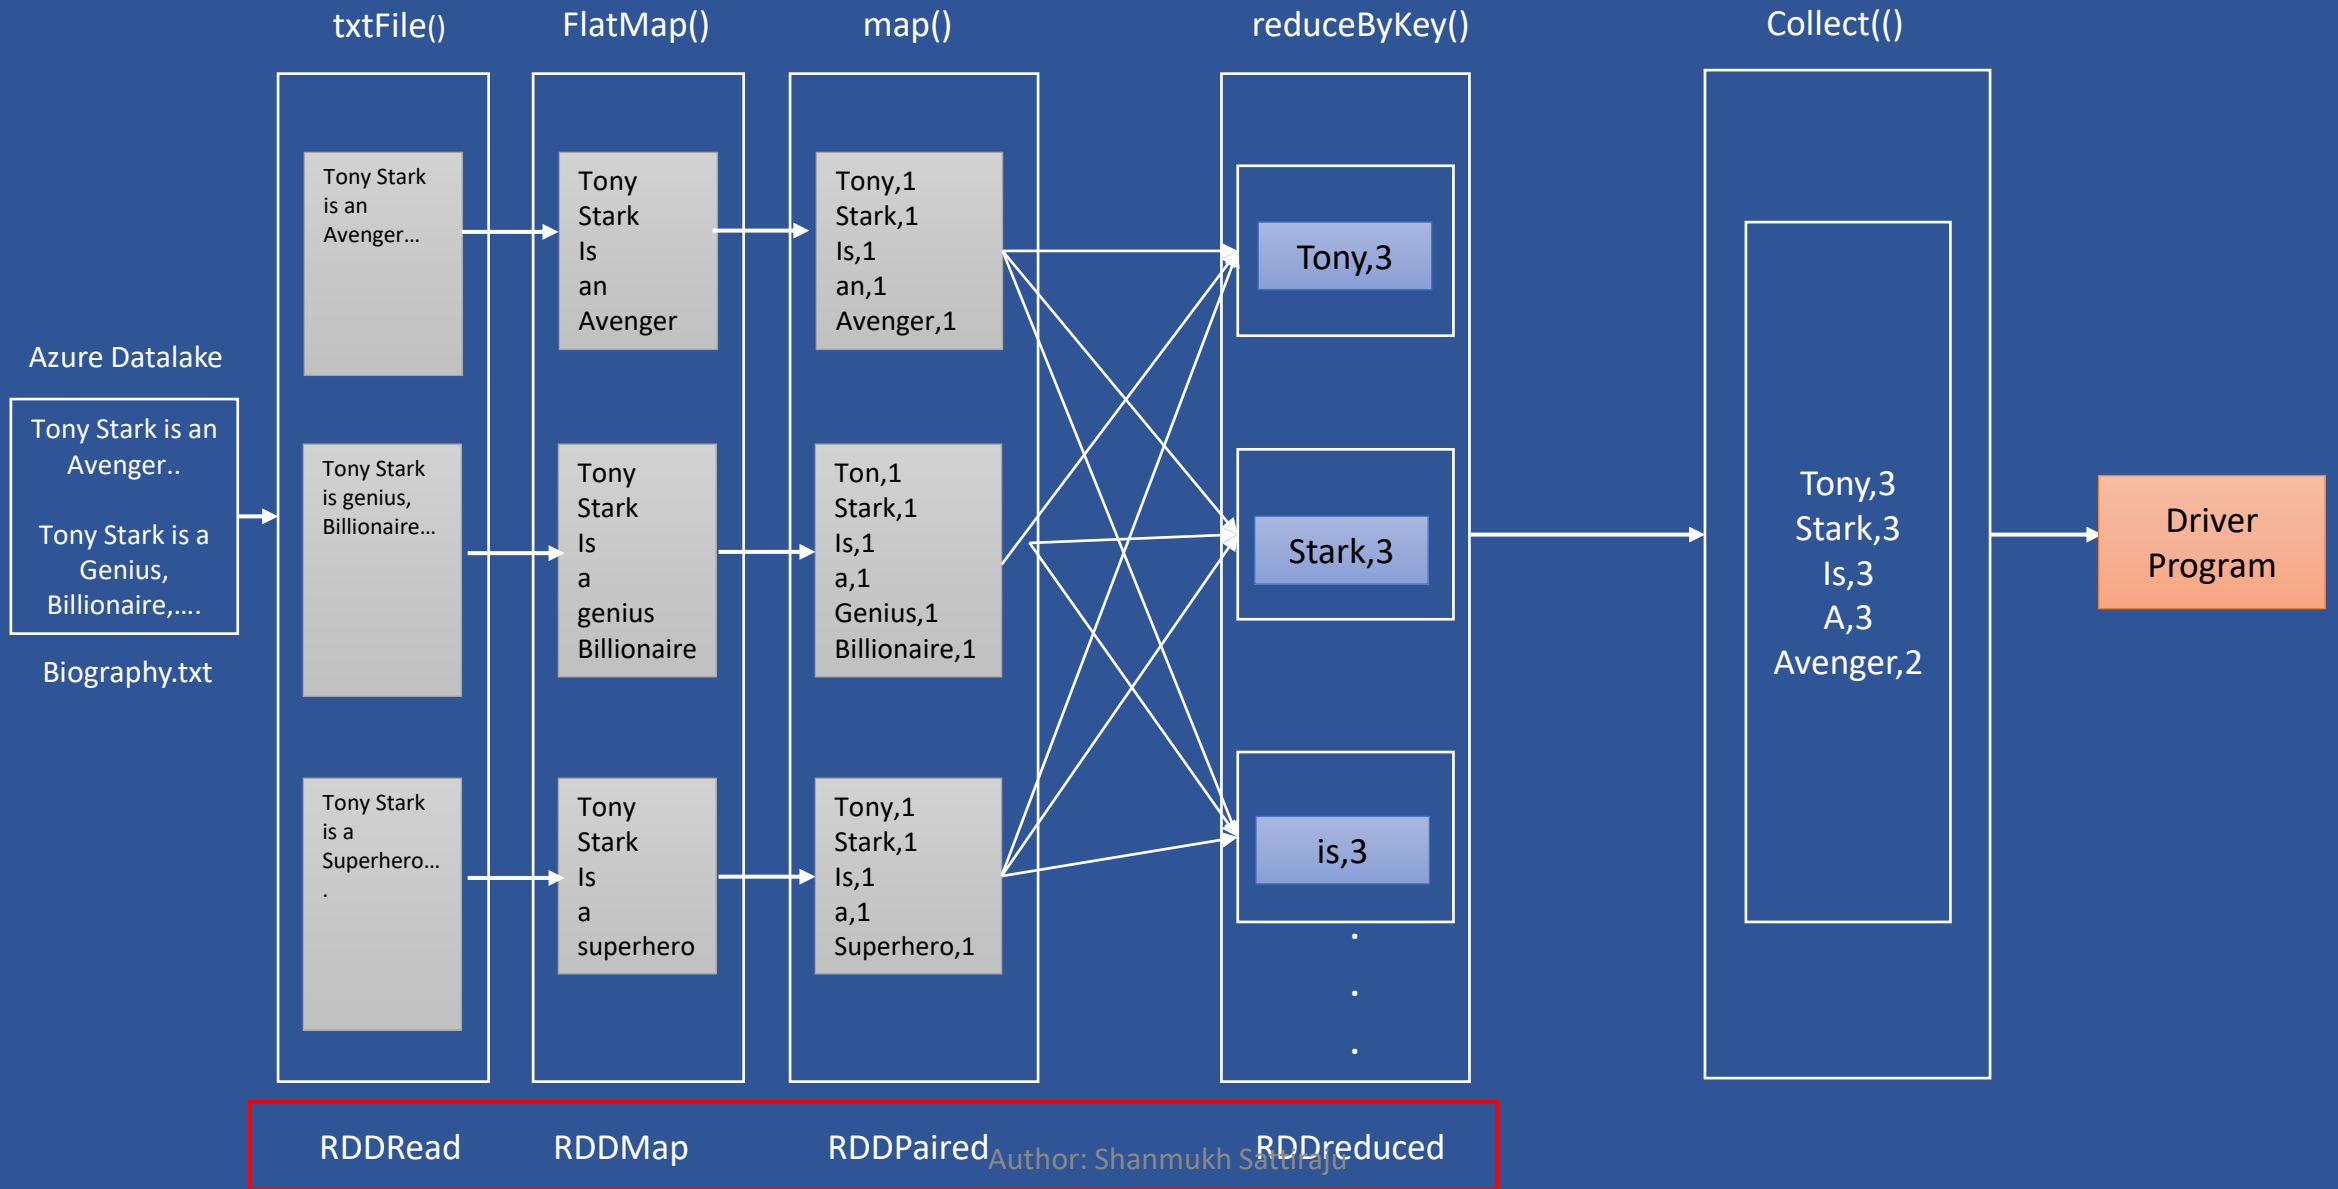 txtFile()
FlatMap()
map()
reduceByKey()
Collect(()
Azure Datalake
Tony Stark is an
Avenger..
Tony Stark is a
Genius,
Billionaire,....
Biography.txt
Tony Stark
is an
Avenger...
Tony Stark
is genius,
Billionaire...
Tony Stark
is a
Superhero...
.
Tony
Stark
Is
an
Avenger
Tony
Stark
Is
a
genius
Billionaire
Tony
Stark
Is
a
superhero
Tony,1
Stark,1
Is,1
an,1
Avenger,1
Ton,1
Stark,1
Is,1
a,1
Genius,1
Billionaire,1
Tony,1
Stark,1
Is,1
a,1
Superhero,1
Tony,3
Stark,3
is,3
.
.
.
Tony,3
Stark,3
Is,3
A,3
Avenger,2
Driver
Program
RDDRead
RDDMap
RDDPaired
RDDreduced
Author: Shanmukh Sattiraju